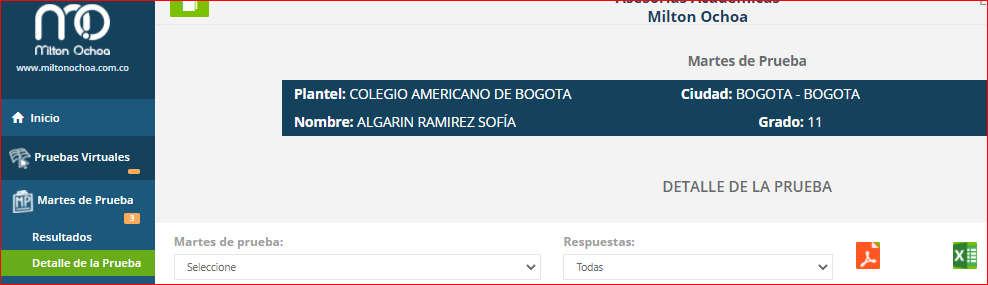 Milton Ochoa
www.miltonochoa.com.co
Inicio
Pruebas Virtuales
Martes de Prueba
3
Resultados
Detalle de la Prueba
Asesorías Académicas
Milton Ochoa
Martes de Prueba
Plantel: COLEGIO AMERICANO DE BOGOTA Ciudad: BOGOTA - BOGOTA
Nombre: ALGARIN RAMIREZ SOFÍA Grado: 11
DETALLE DE LA PRUEBA
Martes de prueba: Respuestas:
Seleccione Todas